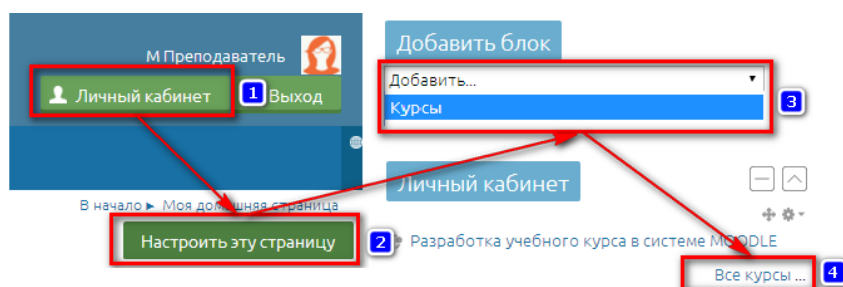 М Преподаватель
Личный кабинет 1 Выход
В начало ► Моя домашняя страница
Настроить эту страницу 2
Добавить блок
Добавить...
Курсы
3
Личный кабинет
Разработка учебного курса в системе MOODLE
Все курсы ... 4